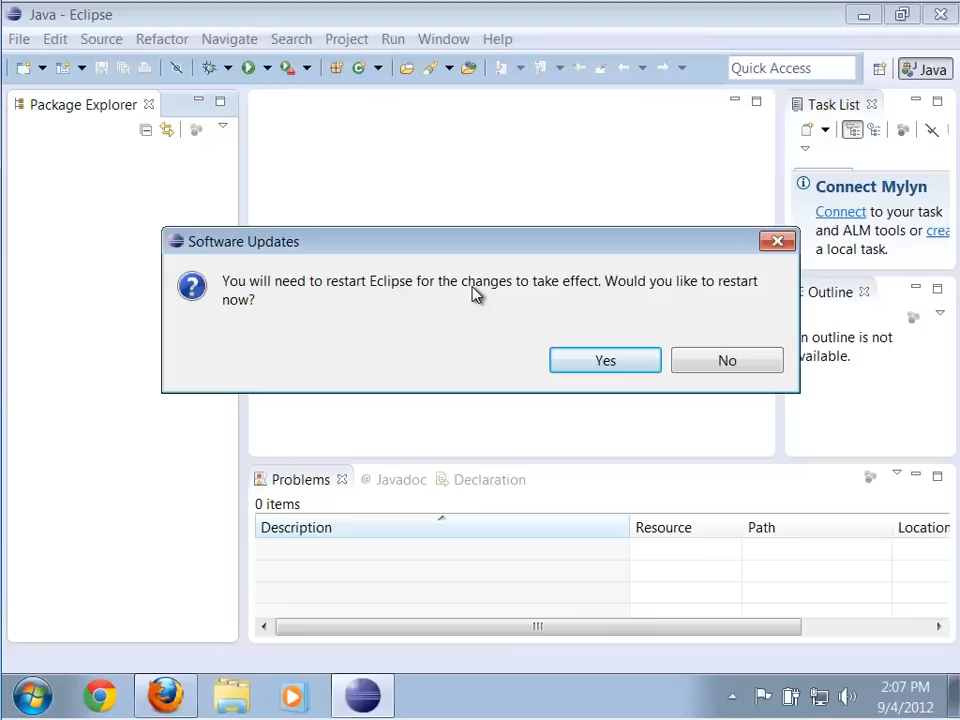 Java - Eclipse
File Edit Source Refactor Navigate Search Project Run Window Help
Quick Access
Java
Package Explorer
Task List
Connect Mylyn
Connect to your task
and ALM tools or crea
a local task.
Software Updates
You will need to restart Eclipse for the changes to take effect. Would you like to restart
now?
Yes No
Outline
n outline is not
vailable.
Problems @ Javadoc Declaration
0 items
Description Resource Path Location
2:07 PM
9/4/2012